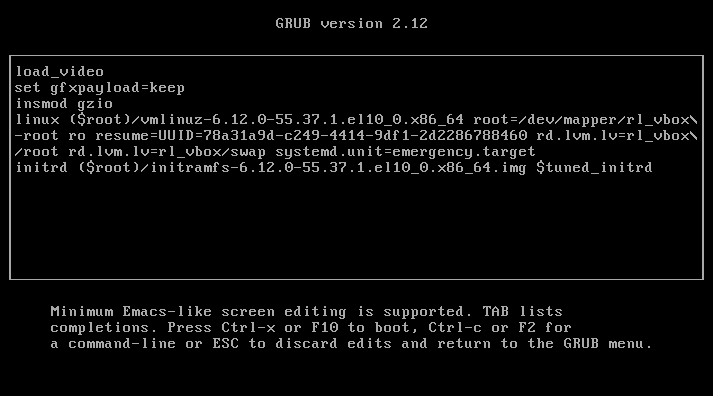 GRUB version 2.12
load_video
set gfxpayload=keep
insmod gzio
linux ($root)/vmlinuz-6.12.0-55.37.1.el10_0.x86_64 root=/dev/mapper/rl_vbox\
-root ro resume=UUID=78a31a9d-c249-4414-9df1-2d2286788460 rd.lvm.lv=rl_vbox\
/root rd.lvm.lv=rl_vbox/swap systemd.unit=emergency.target
initrd ($root)/initramfs-6.12.0-55.37.1.el10_0.x86_64.img $tuned_initrd
Minimum Emacs-like screen editing is supported. TAB lists
completions. Press Ctrl-x or F10 to boot, Ctrl-c or F2 for
a command-line or ESC to discard edits and return to the GRUB menu.